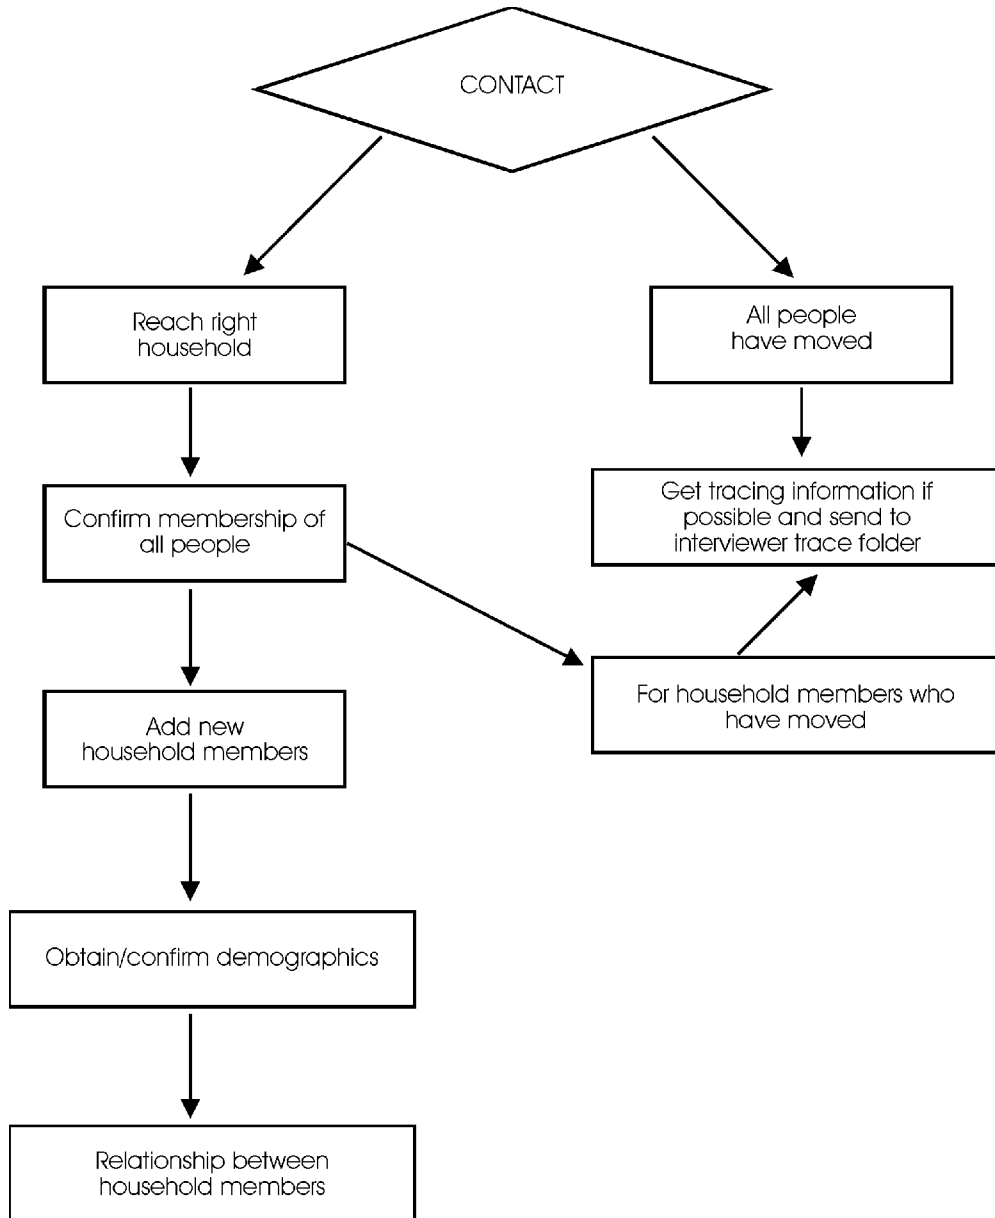 CONTACT
Reach right
household
All people
have moved
Confirm membership of
all people
Get tracing information if
possible and send to
interviewer trace folder
For household members who
have moved
Add new
household members
Obtain/confirm demographics
Relationship between
household members